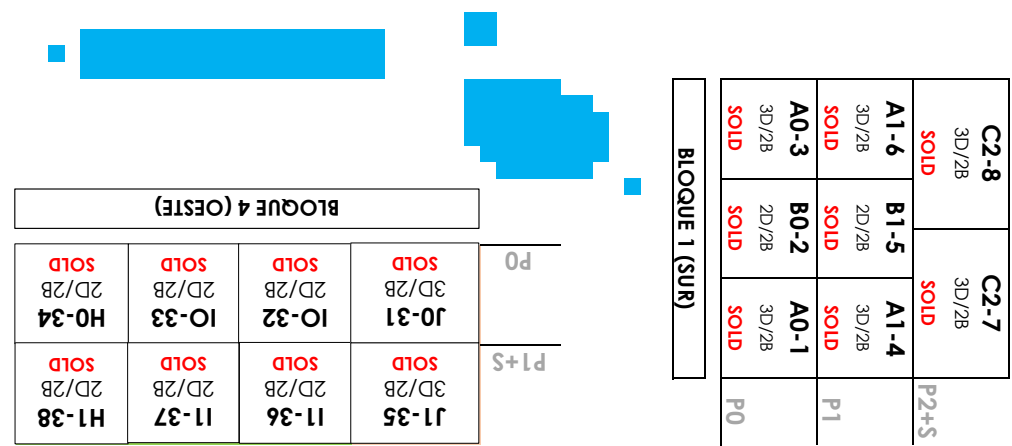 P1+S
J1-35
3D/2B
SOLD
I1-36
2D/2B
SOLD
I1-37
2D/2B
SOLD
H1-38
2D/2B
SOLD
P0
J0-31
3D/2B
SOLD
IO-32
2D/2B
SOLD
IO-33
2D/2B
SOLD
H0-34
2D/2B
SOLD
BLOQUE 4 (OESTE)
C2-8
3D/2B
SOLD
C2-7
3D/2B
SOLD
P2+S
A1-6
3D/2B
SOLD
B1-5
2D/2B
SOLD
A1-4
3D/2B
SOLD
P1
A0-3
3D/2B
SOLD
B0-2
2D/2B
SOLD
A0-1
3D/2B
SOLD
P0
BLOQUE 1 (SUR)